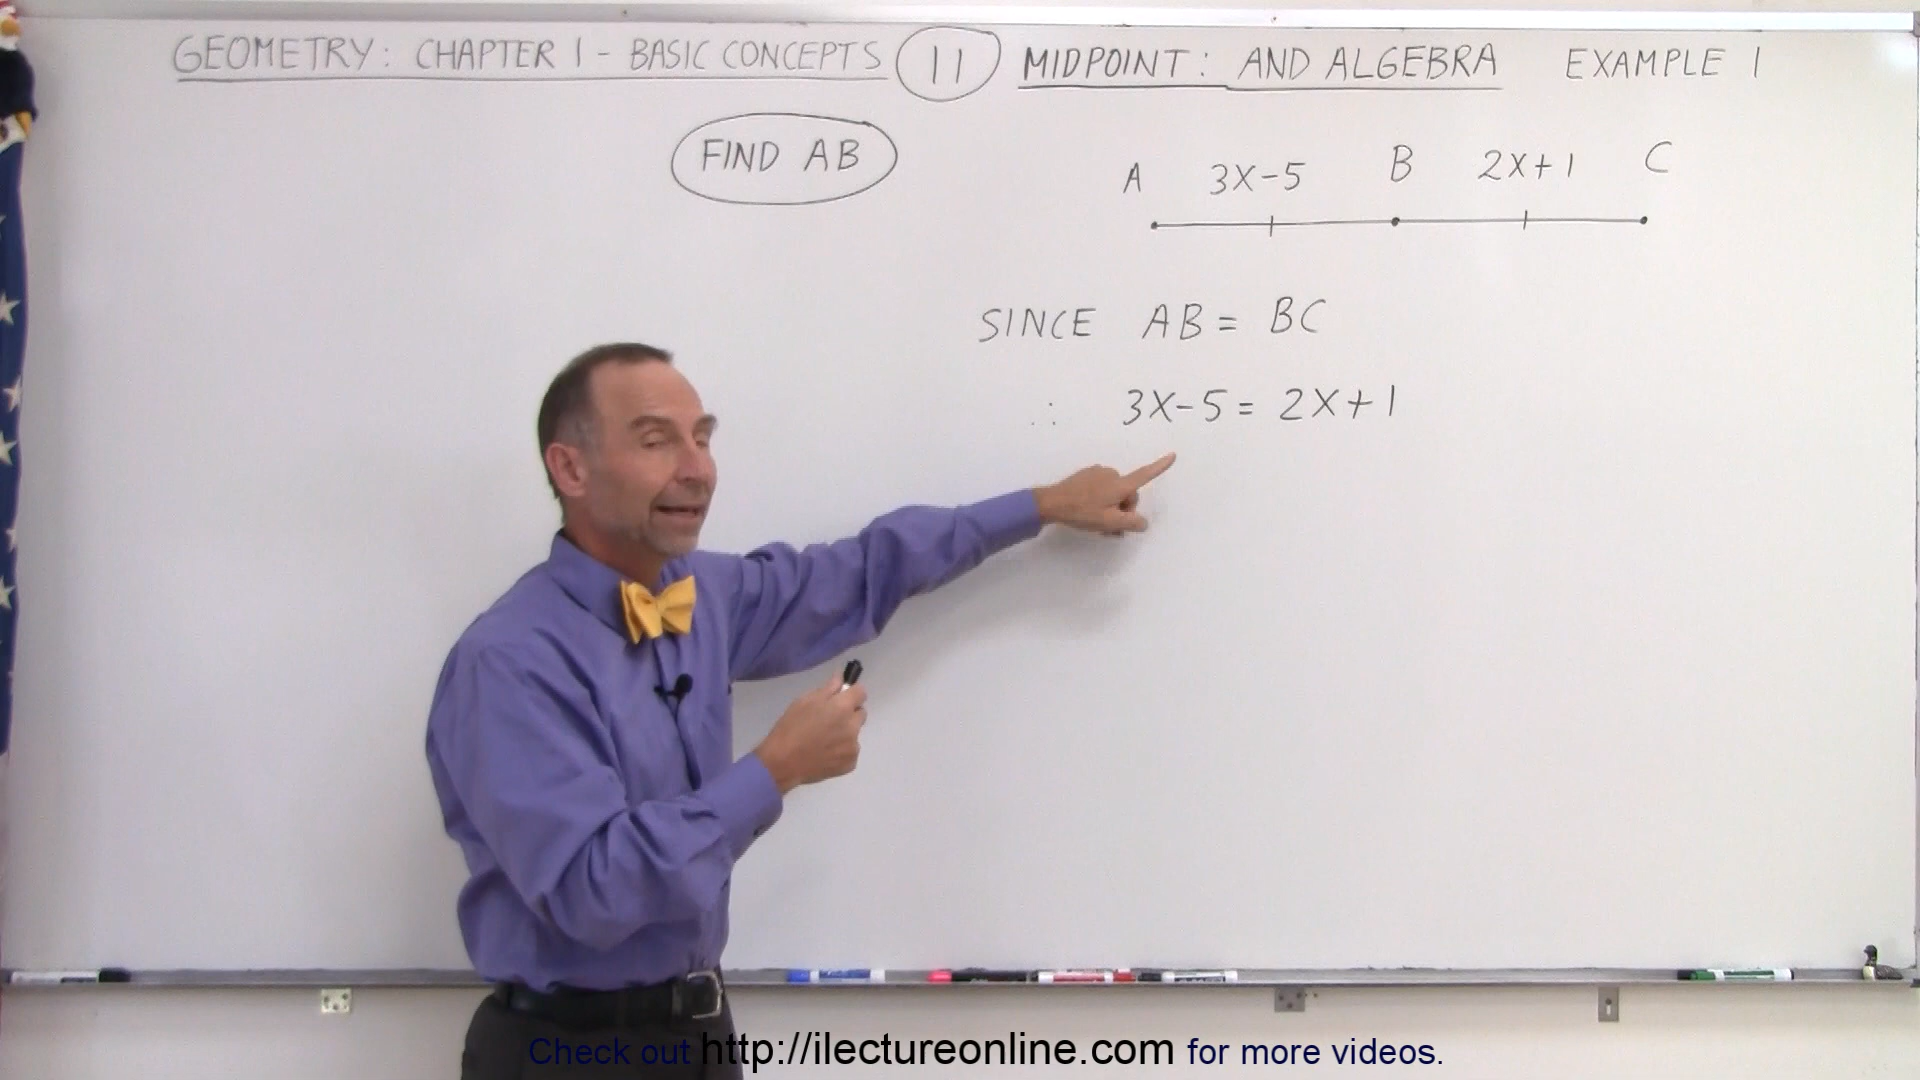 GEOMETRY: CHAPTER 1 - BASIC CONCEPTS 11 MIDPOINT: AND ALGEBRA EXAMPLE 1
FIND AB
A 3X-5 B 2X+1 C
SINCE AB = BC
∴ 3X-5 = 2X+1
Check out http://ilectureonline.com for more videos.